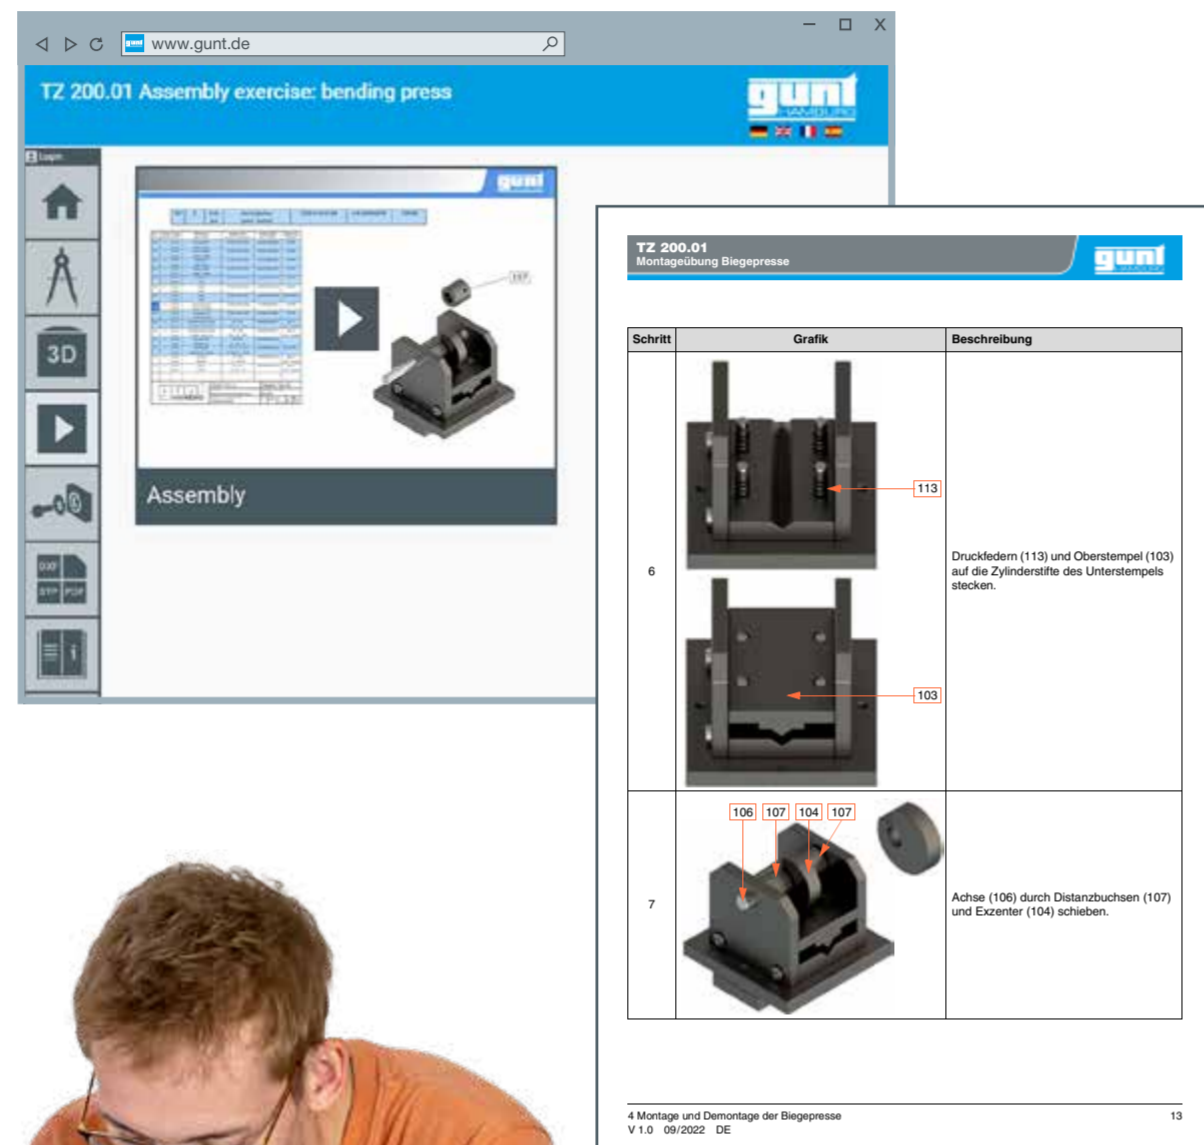 www.gunt.de
TZ 200.01 Assembly exercise: bending press
gunt
HAMBURG
Login
3D
gunt
107
Assembly
DXF
STP PDF
i
TZ 200.01
Montageübung Biegepresse
gunt
Schritt Grafik Beschreibung
113
6
Druckfedern (113) und Oberstempel (103)
auf die Zylinderstifte des Unterstempels
stecken.
103
106 107 104 107
7
Achse (106) durch Distanzbuchsen (107)
und Exzenter (104) schieben.
4 Montage und Demontage der Biegepresse 13
V 1.0 09/2022 DE